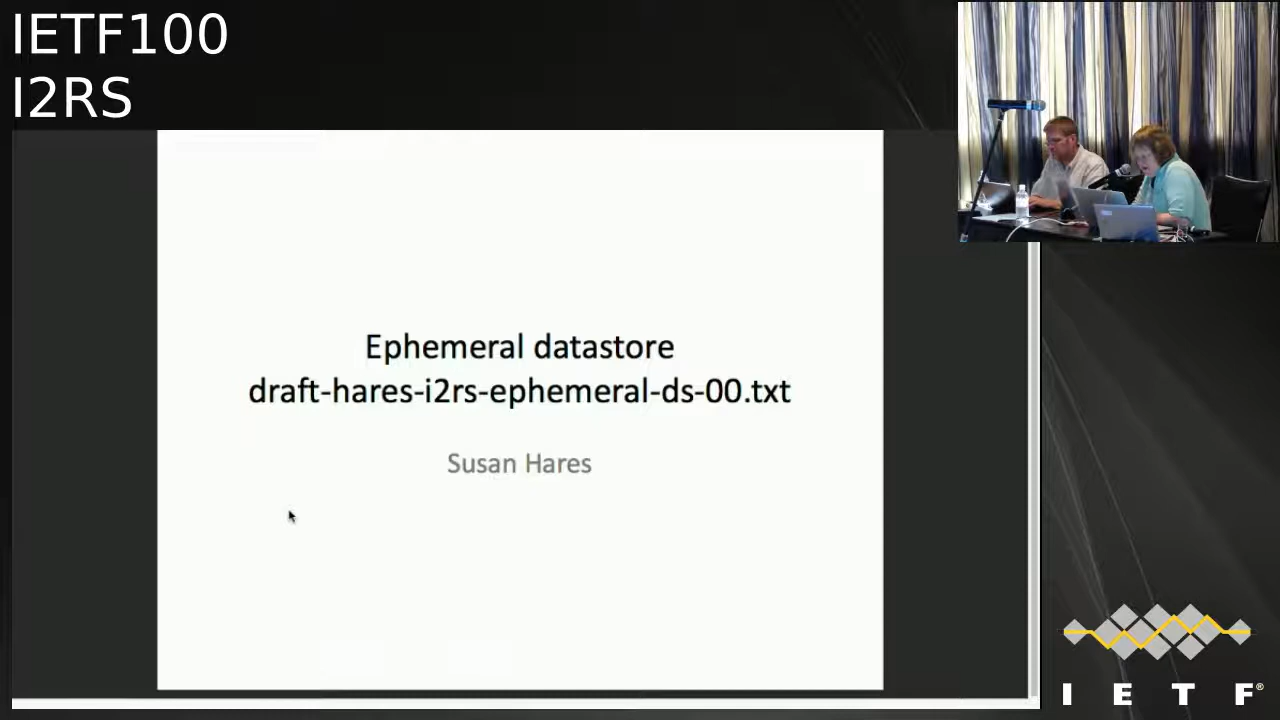 IETF100
I2RS
Ephemeral datastore
draft-hares-i2rs-ephemeral-ds-00.txt
Susan Hares
I E T F®